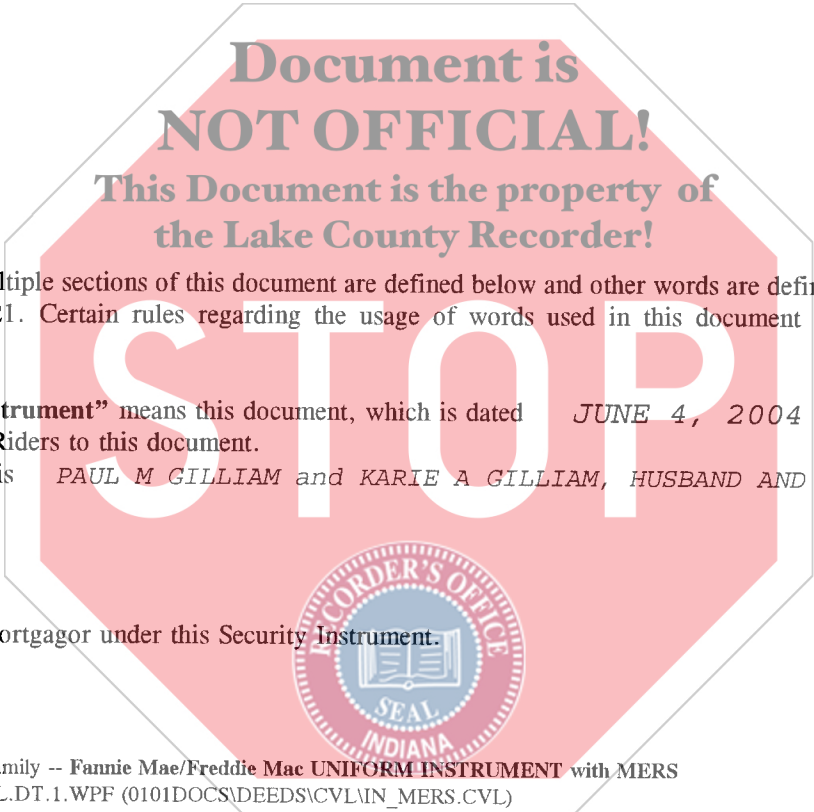 Document is
NOT OFFICIAL!
This Document is the property of
the Lake County Recorder!
ltiple sections of this document are defined below and other words are defi
1. Certain rules regarding the usage of words used in this document
trument” means this document, which is dated JUNE 4, 2004
Riders to this document.
is PAUL M GILLIAM and KARIE A GILLIAM, HUSBAND AND
STOP
ortgagor under this Security Instrument.
RECORDER'S OFFICE
SEAL
INDIANA
mily -- Fannie Mae/Freddie Mac UNIFORM INSTRUMENT with MERS
L.DT.1.WPF (0101DOCS\DEEDS\CVL\IN_MERS.CVL)